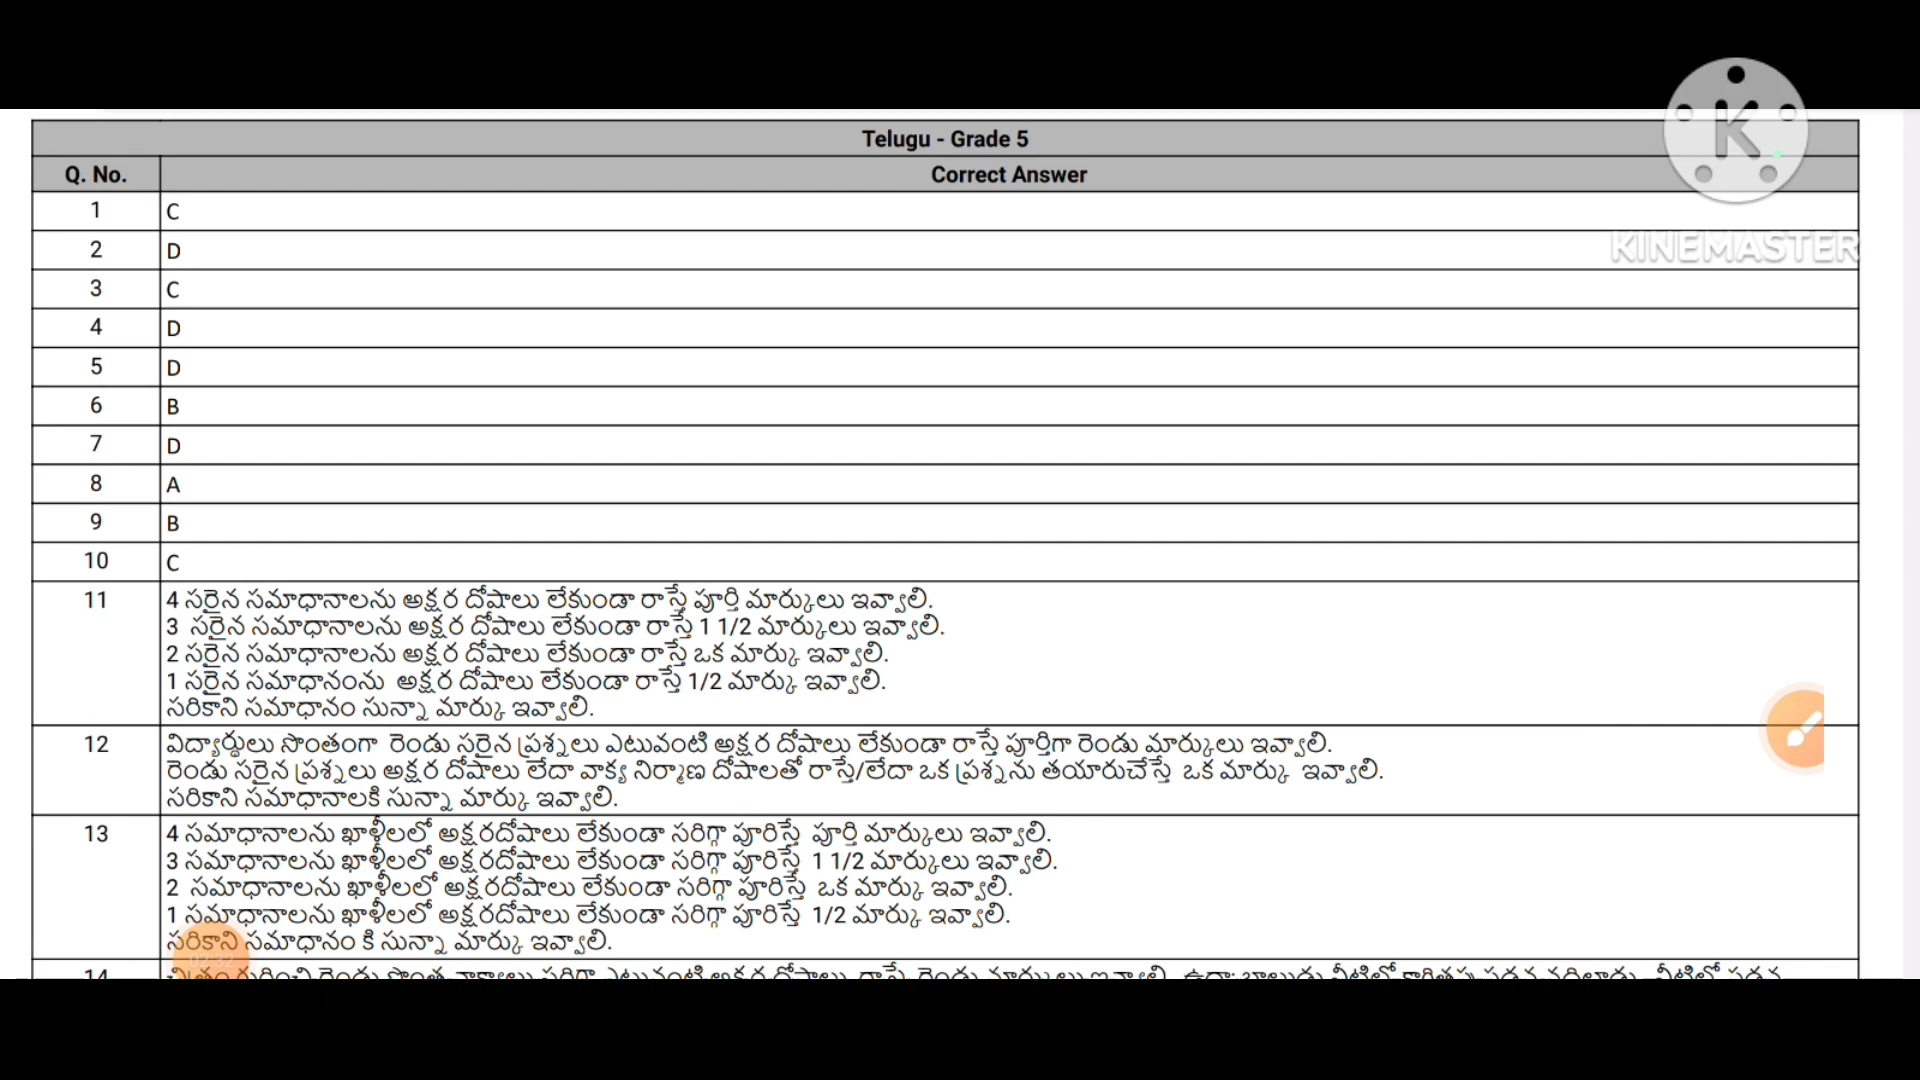 Telugu - Grade 5
Q. No. Correct Answer
1 C
2 D
3 C
4 D
5 D
6 B
7 D
8 A
9 B
10 C
11 4 సరైన సమాధానాలను అక్షర దోషాలు లేకుండా రాస్తే పూర్తి మార్కులు ఇవ్వాలి.
3 సరైన సమాధానాలను అక్షర దోషాలు లేకుండా రాస్తే 1 1/2 మార్కులు ఇవ్వాలి.
2 సరైన సమాధానాలను అక్షర దోషాలు లేకుండా రాస్తే ఒక మార్కు ఇవ్వాలి.
1 సరైన సమాధానంను అక్షర దోషాలు లేకుండా రాస్తే 1/2 మార్కు ఇవ్వాలి.
సరికాని సమాధానం సున్నా మార్కు ఇవ్వాలి.
12 విద్యార్థులు సొంతంగా రెండు సరైన ప్రశ్నలు ఎటువంటి అక్షర దోషాలు లేకుండా రాస్తే పూర్తిగా రెండు మార్కులు ఇవ్వాలి.
రెండు సరైన ప్రశ్నలు అక్షర దోషాలు లేదా వాక్య నిర్మాణ దోషాలతో రాస్తే/లేదా ఒక ప్రశ్నను తయారుచేస్తే ఒక మార్కు ఇవ్వాలి.
సరికాని సమాధానాలకి సున్నా మార్కు ఇవ్వాలి.
13 4 సమాధానాలను ఖాళీలలో అక్షరదోషాలు లేకుండా సరిగ్గా పూరిస్తే పూర్తి మార్కులు ఇవ్వాలి.
3 సమాధానాలను ఖాళీలలో అక్షరదోషాలు లేకుండా సరిగ్గా పూరిస్తే 1 1/2 మార్కులు ఇవ్వాలి.
2 సమాధానాలను ఖాళీలలో అక్షరదోషాలు లేకుండా సరిగ్గా పూరిస్తే ఒక మార్కు ఇవ్వాలి.
1 సమాధానాలను ఖాళీలలో అక్షరదోషాలు లేకుండా సరిగ్గా పూరిస్తే 1/2 మార్కు ఇవ్వాలి.
సరికాని సమాధానం కి సున్నా మార్కు ఇవ్వాలి.
14
K
KINEMASTER
02:32